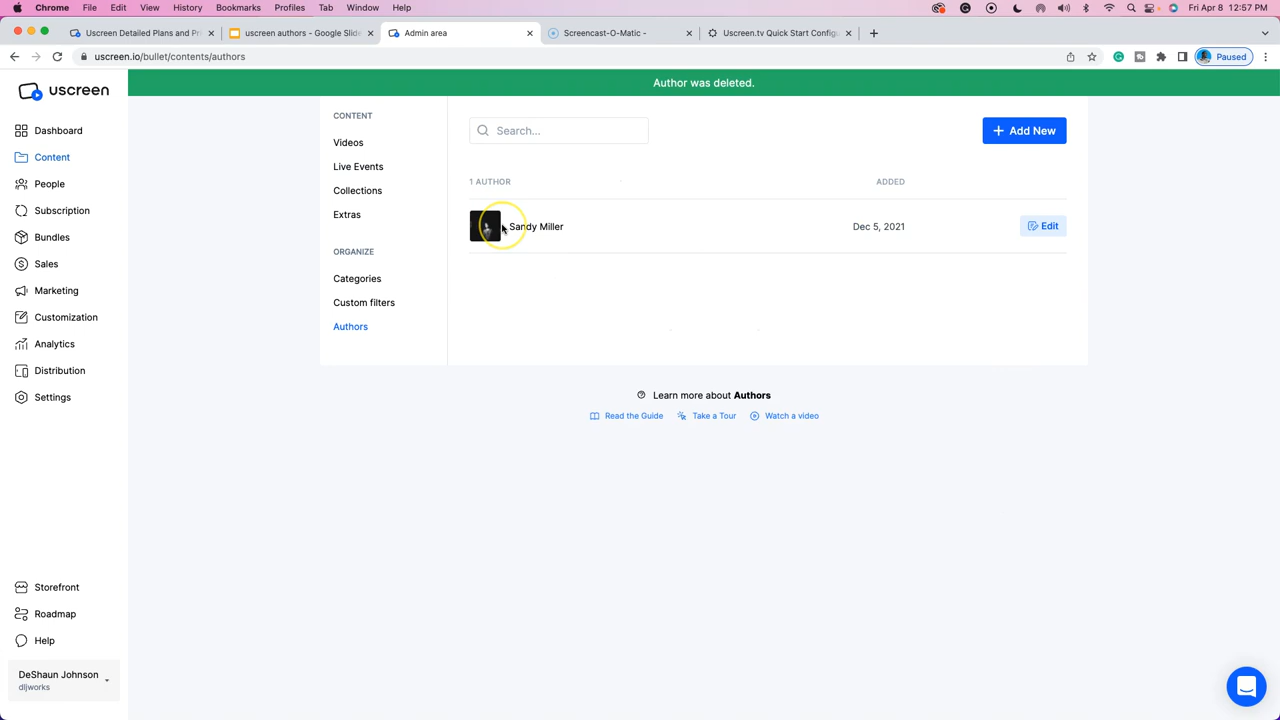 Chrome File Edit View History Bookmarks Profiles Tab Window Help Fri Apr 8 12:57 PM
Uscreen Detailed Plans and Pri
uscreen authors - Google Slide
Admin area
Screencast-O-Matic -
Uscreen.tv Quick Start Configu
uscreen.io/bullet/contents/authors
Paused
uscreen
Author was deleted.
Dashboard
Content
People
Subscription
Bundles
Sales
Marketing
Customization
Analytics
Distribution
Settings
Storefront
Roadmap
Help
DeShaun Johnson
dljworks
CONTENT
Videos
Live Events
Collections
Extras
ORGANIZE
Categories
Custom filters
Authors
Search...
Add New
1 AUTHOR ADDED
Sandy Miller Dec 5, 2021 Edit
Learn more about Authors
Read the Guide Take a Tour Watch a video